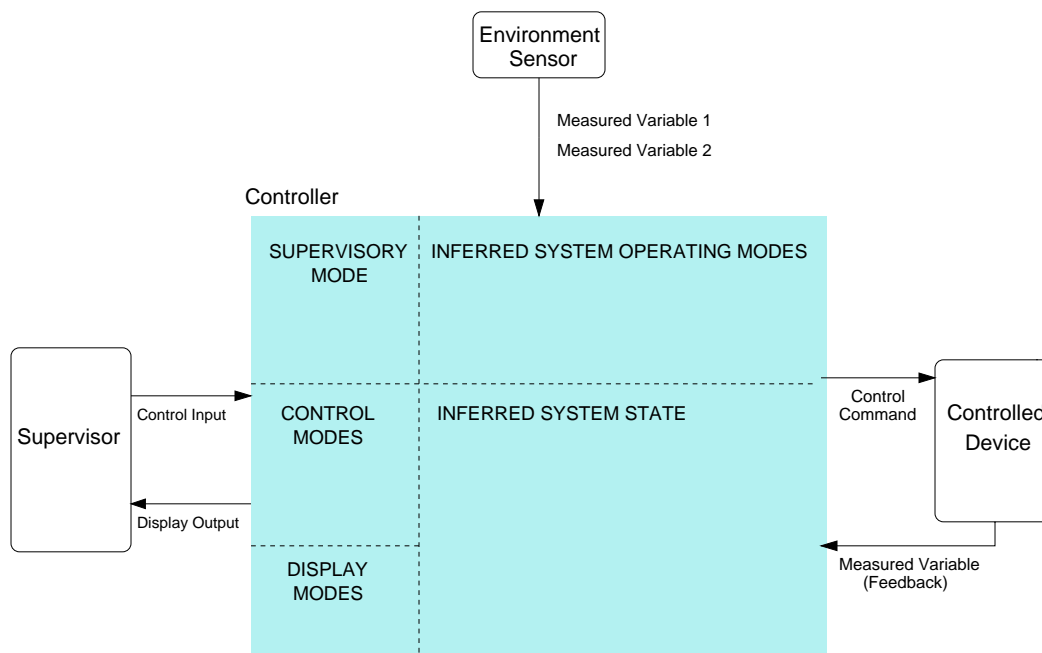 Environment
Sensor
Measured Variable 1
Measured Variable 2
Controller
SUPERVISORY
MODE
INFERRED SYSTEM OPERATING MODES
Supervisor
Control Input
Display Output
CONTROL
MODES
INFERRED SYSTEM STATE
DISPLAY
MODES
Control
Command
Controlled
Device
Measured Variable
(Feedback)